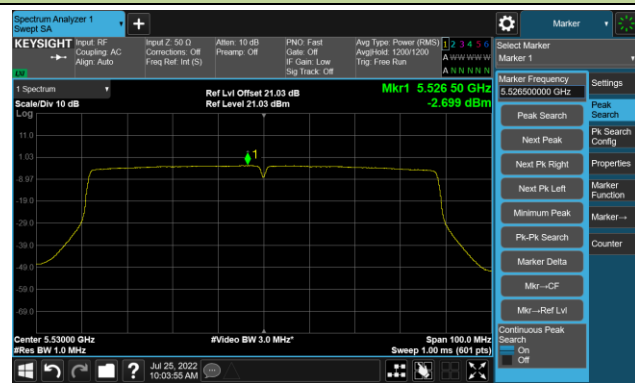 Spectrum Analyzer 1
Swept SA
Marker
KEYSIGHT
Input: RF
Coupling: AC
Align: Auto
Input Z: 50 Ω
Corrections: Off
Freq Ref: Int (S)
Atten: 10 dB
Preamp: Off
PNO: Fast
Gate: Off
IF Gain: Low
Sig Track: Off
Avg Type: Power (RMS)
Avg|Hold: 1200/1200
Trig: Free Run
1 2 3 4 5 6
A W W W W W
A N N N N N
Select Marker
Marker 1
1 Spectrum
Scale/Div 10 dB
Log
Ref Lvl Offset 21.03 dB
Ref Level 21.03 dBm
Mkr1 5.526 50 GHz
-2.699 dBm
11.0
1.03
-8.97
-19.0
-29.0
-39.0
-49.0
-59.0
-69.0
1
Center 5.53000 GHz
#Res BW 1.0 MHz
#Video BW 3.0 MHz*
Span 100.0 MHz
Sweep 1.00 ms (601 pts)
Marker Frequency
5.526500000 GHz
Peak Search
Next Peak
Next Pk Right
Next Pk Left
Minimum Peak
Pk-Pk Search
Marker Delta
Mkr→CF
Mkr→Ref Lvl
Continuous Peak
Search
On
Off
Settings
Peak
Search
Pk Search
Config
Properties
Marker
Function
Marker→
Counter
Jul 25, 2022
10:03:55 AM